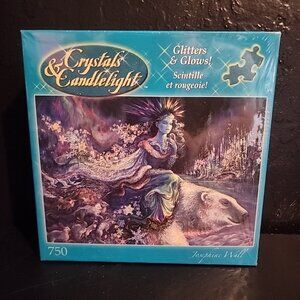 Crystals
& Candlelight
Glitters
& Glows!
Scintille
et rougeoie!
750
Josephine Wall